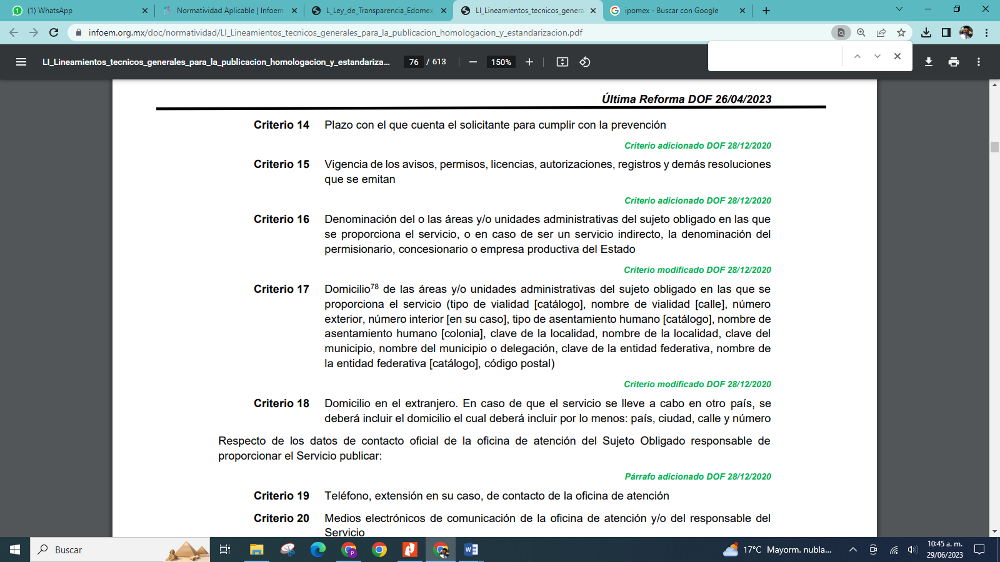 (1) WhatsApp
Normatividad Aplicable | Infoem
L_Ley_de_Transparencia_Edomex
LI_Lineamientos_tecnicos_genera
ipomex - Buscar con Google
infoem.org.mx/doc/normatividad/LI_Lineamientos_tecnicos_generales_para_la_publicacion_homologacion_y_estandarizacion.pdf
LI_Lineamientos_tecnicos_generales_para_la_publicacion_homologacion_y_estandariza...
76 / 613
150%
Última Reforma DOF 26/04/2023
Criterio 14 Plazo con el que cuenta el solicitante para cumplir con la prevención
Criterio adicionado DOF 28/12/2020
Criterio 15 Vigencia de los avisos, permisos, licencias, autorizaciones, registros y demás resoluciones
que se emitan
Criterio adicionado DOF 28/12/2020
Criterio 16 Denominación del o las áreas y/o unidades administrativas del sujeto obligado en las que
se proporciona el servicio, o en caso de ser un servicio indirecto, la denominación del
permisionario, concesionario o empresa productiva del Estado
Criterio modificado DOF 28/12/2020
Criterio 17 Domicilio78 de las áreas y/o unidades administrativas del sujeto obligado en las que se
proporciona el servicio (tipo de vialidad [catálogo], nombre de vialidad [calle], número
exterior, número interior [en su caso], tipo de asentamiento humano [catálogo], nombre de
asentamiento humano [colonia], clave de la localidad, nombre de la localidad, clave del
municipio, nombre del municipio o delegación, clave de la entidad federativa, nombre de
la entidad federativa [catálogo], código postal)
Criterio modificado DOF 28/12/2020
Criterio 18 Domicilio en el extranjero. En caso de que el servicio se lleve a cabo en otro país, se
deberá incluir el domicilio el cual deberá incluir por lo menos: país, ciudad, calle y número
Respecto de los datos de contacto oficial de la oficina de atención del Sujeto Obligado responsable de
proporcionar el Servicio publicar:
Párrafo adicionado DOF 28/12/2020
Criterio 19 Teléfono, extensión en su caso, de contacto de la oficina de atención
Criterio 20 Medios electrónicos de comunicación de la oficina de atención y/o del responsable del
Servicio
Buscar
17°C Mayorm. nubla...
10:45 a. m.
29/06/2023